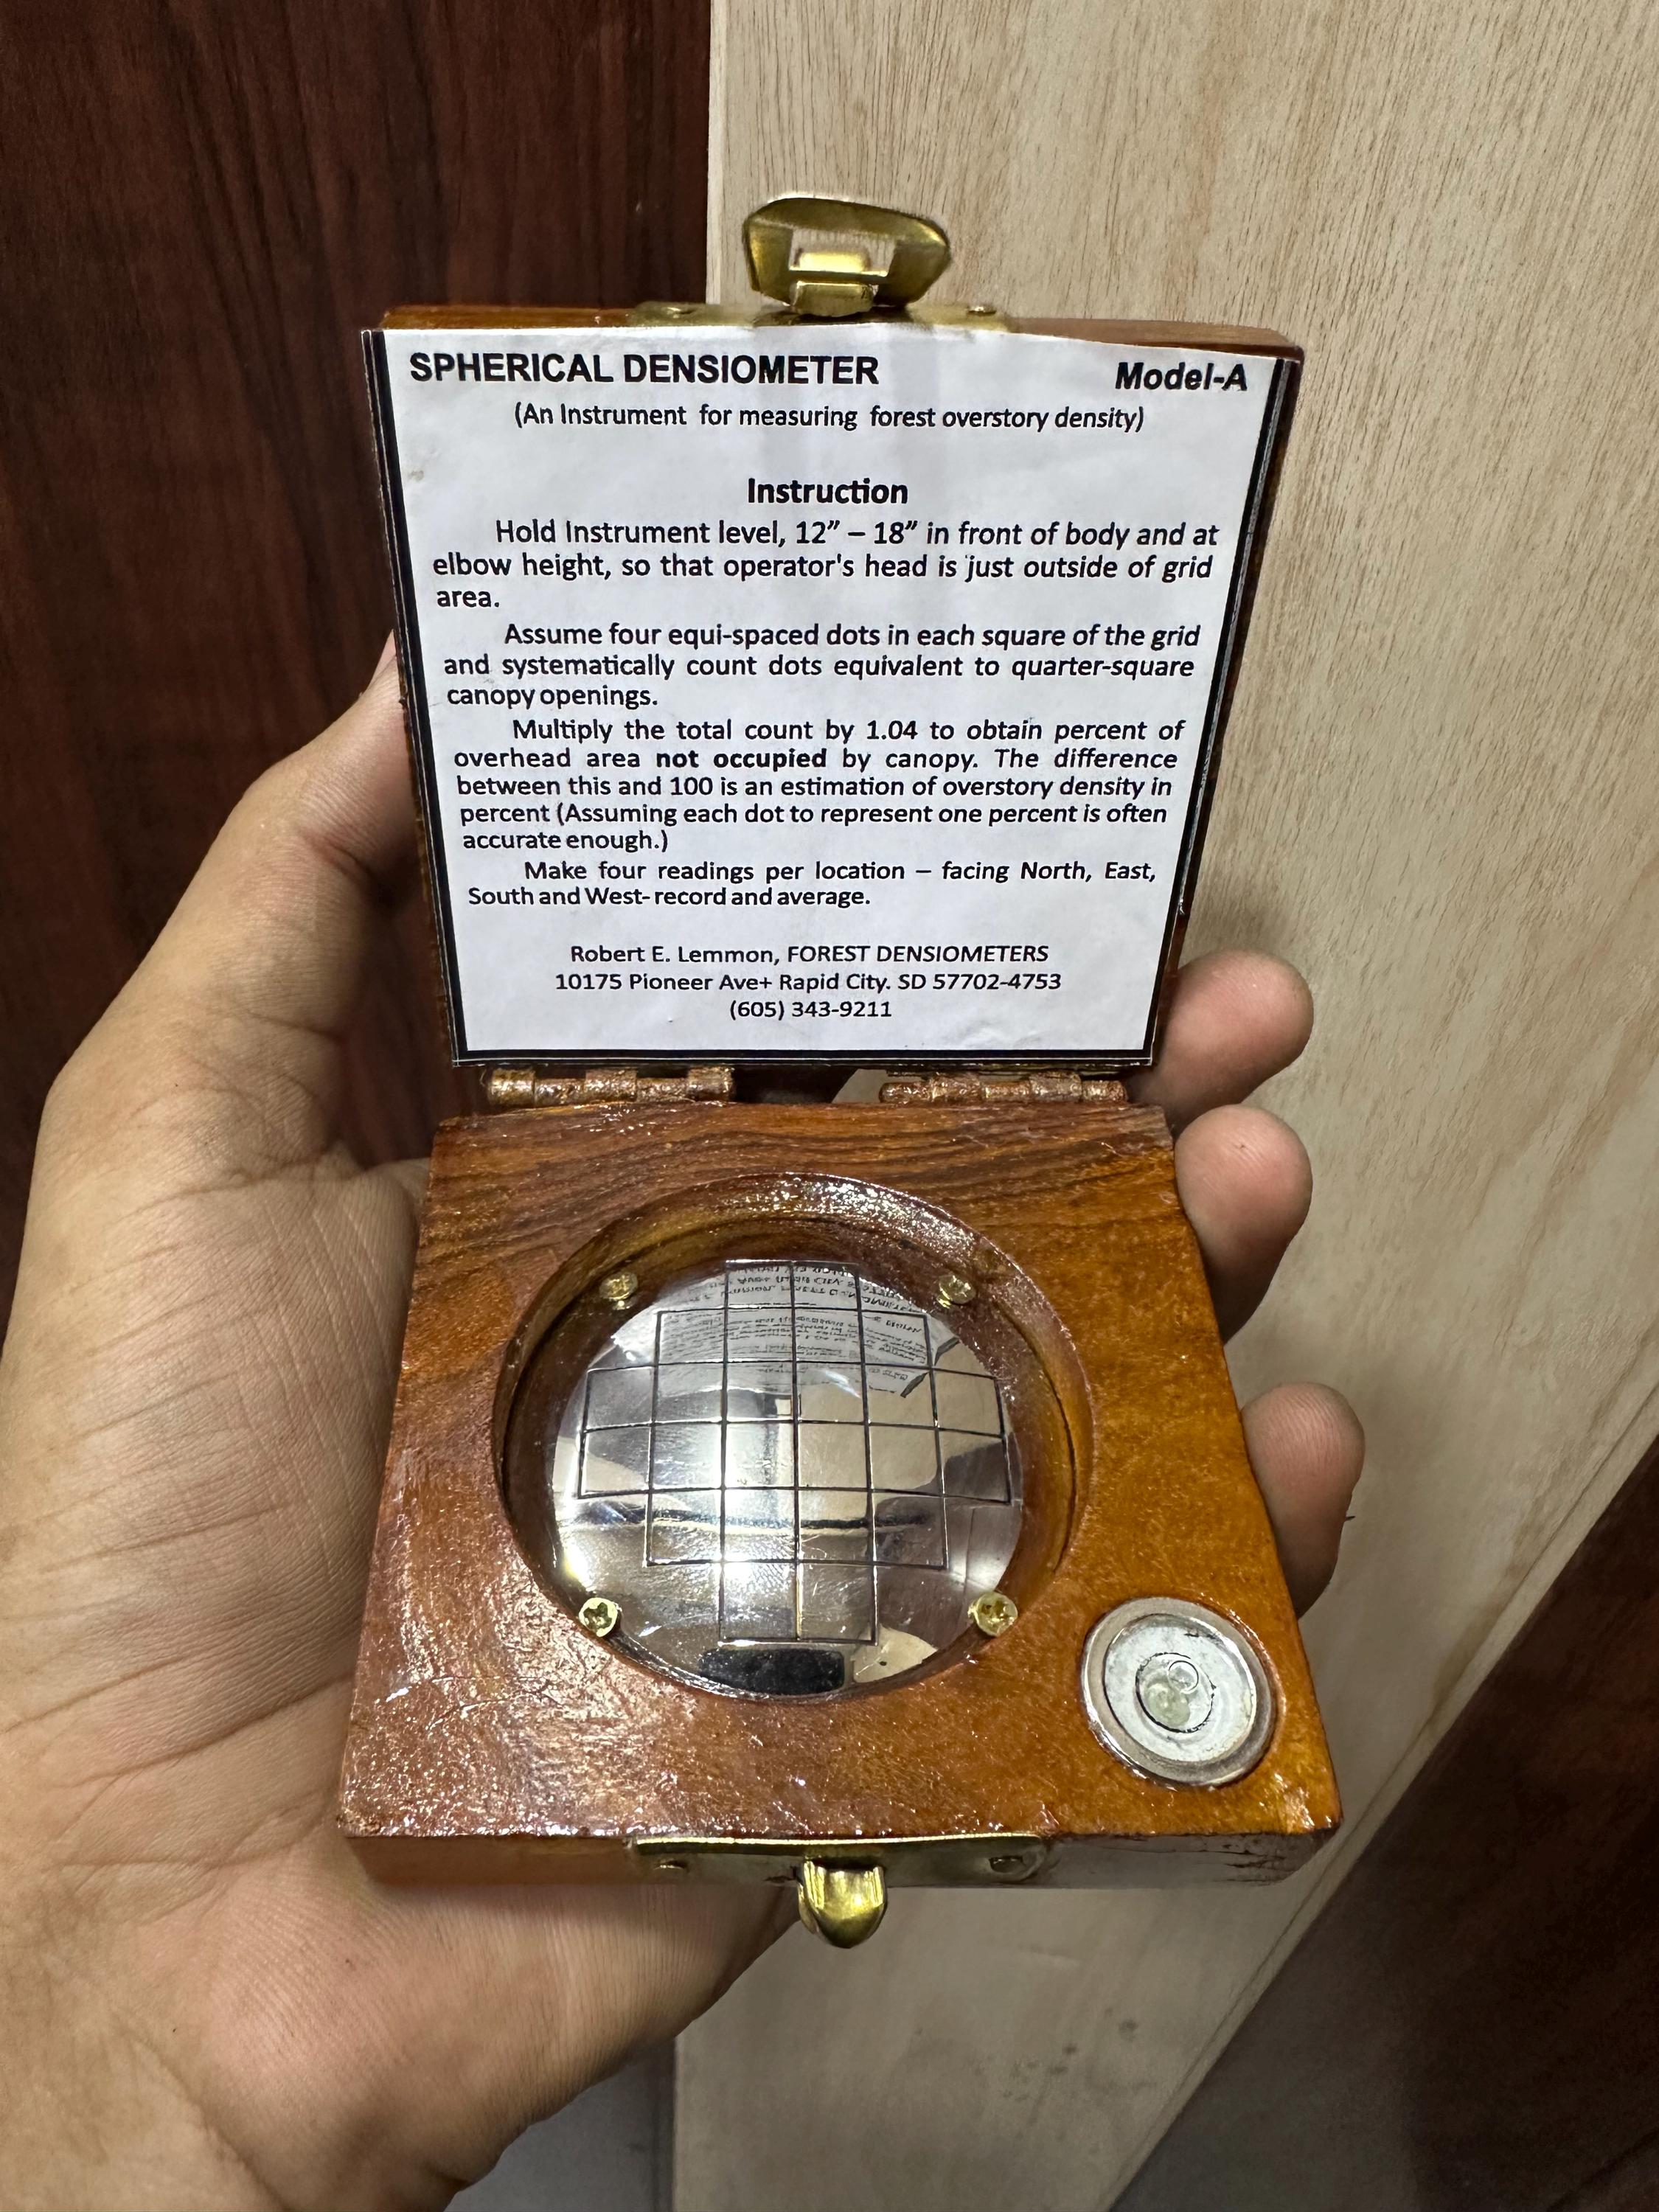 SPHERICAL DENSIOMETER Model-A
(An Instrument for measuring forest overstory density)
Instruction
Hold Instrument level, 12” – 18” in front of body and at
elbow height, so that operator's head is just outside of grid
area.
Assume four equi-spaced dots in each square of the grid
and systematically count dots equivalent to quarter-square
canopy openings.
Multiply the total count by 1.04 to obtain percent of
overhead area not occupied by canopy. The difference
between this and 100 is an estimation of overstory density in
percent (Assuming each dot to represent one percent is often
accurate enough.)
Make four readings per location – facing North, East,
South and West- record and average.
Robert E. Lemmon, FOREST DENSIOMETERS
10175 Pioneer Ave+ Rapid City. SD 57702-4753
(605) 343-9211